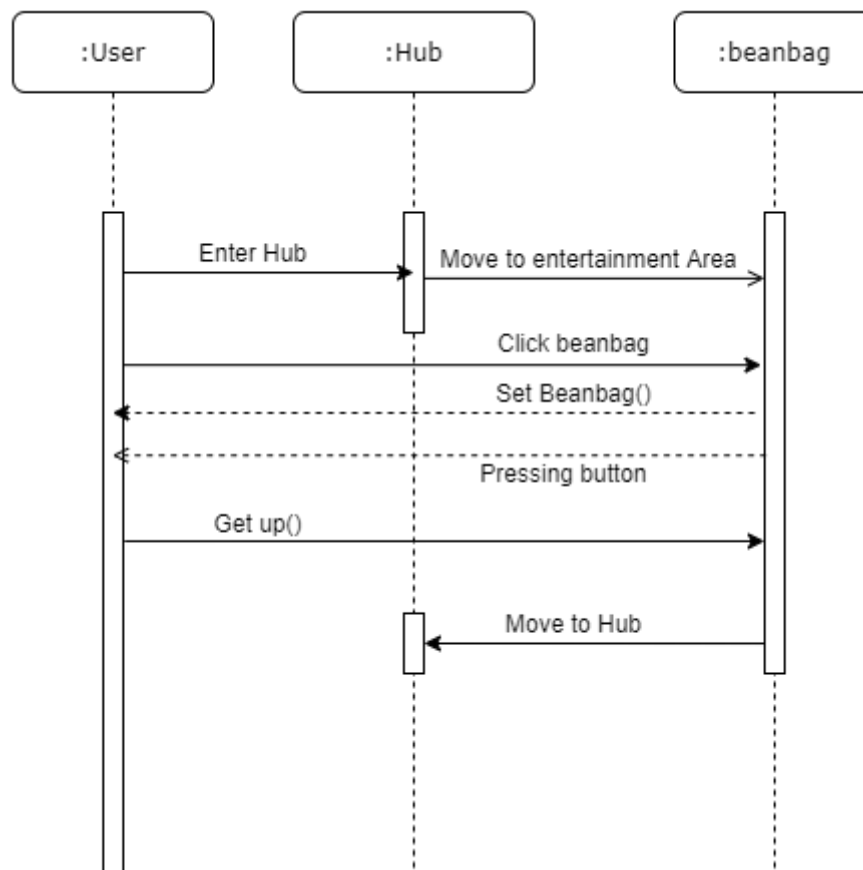 :User
:Hub
:beanbag
Enter Hub
Move to entertainment Area
Click beanbag
Set Beanbag()
Pressing button
Get up()
Move to Hub